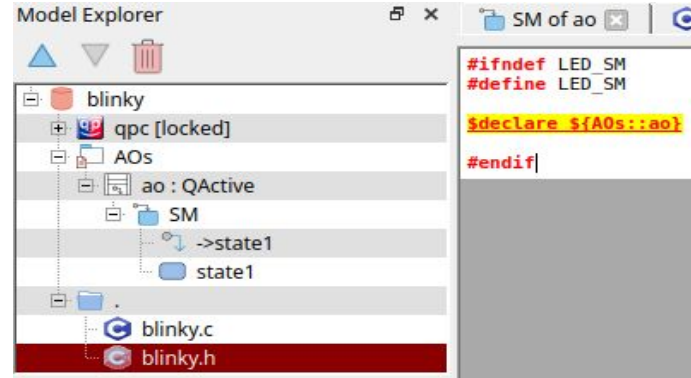 Model Explorer
SM of ao
blinky
qpc [locked]
AOs
ao : QActive
SM
->state1
state1
.
blinky.c
blinky.h
#ifndef LED_SM
#define LED_SM
$declare ${AOs::ao}
#endif